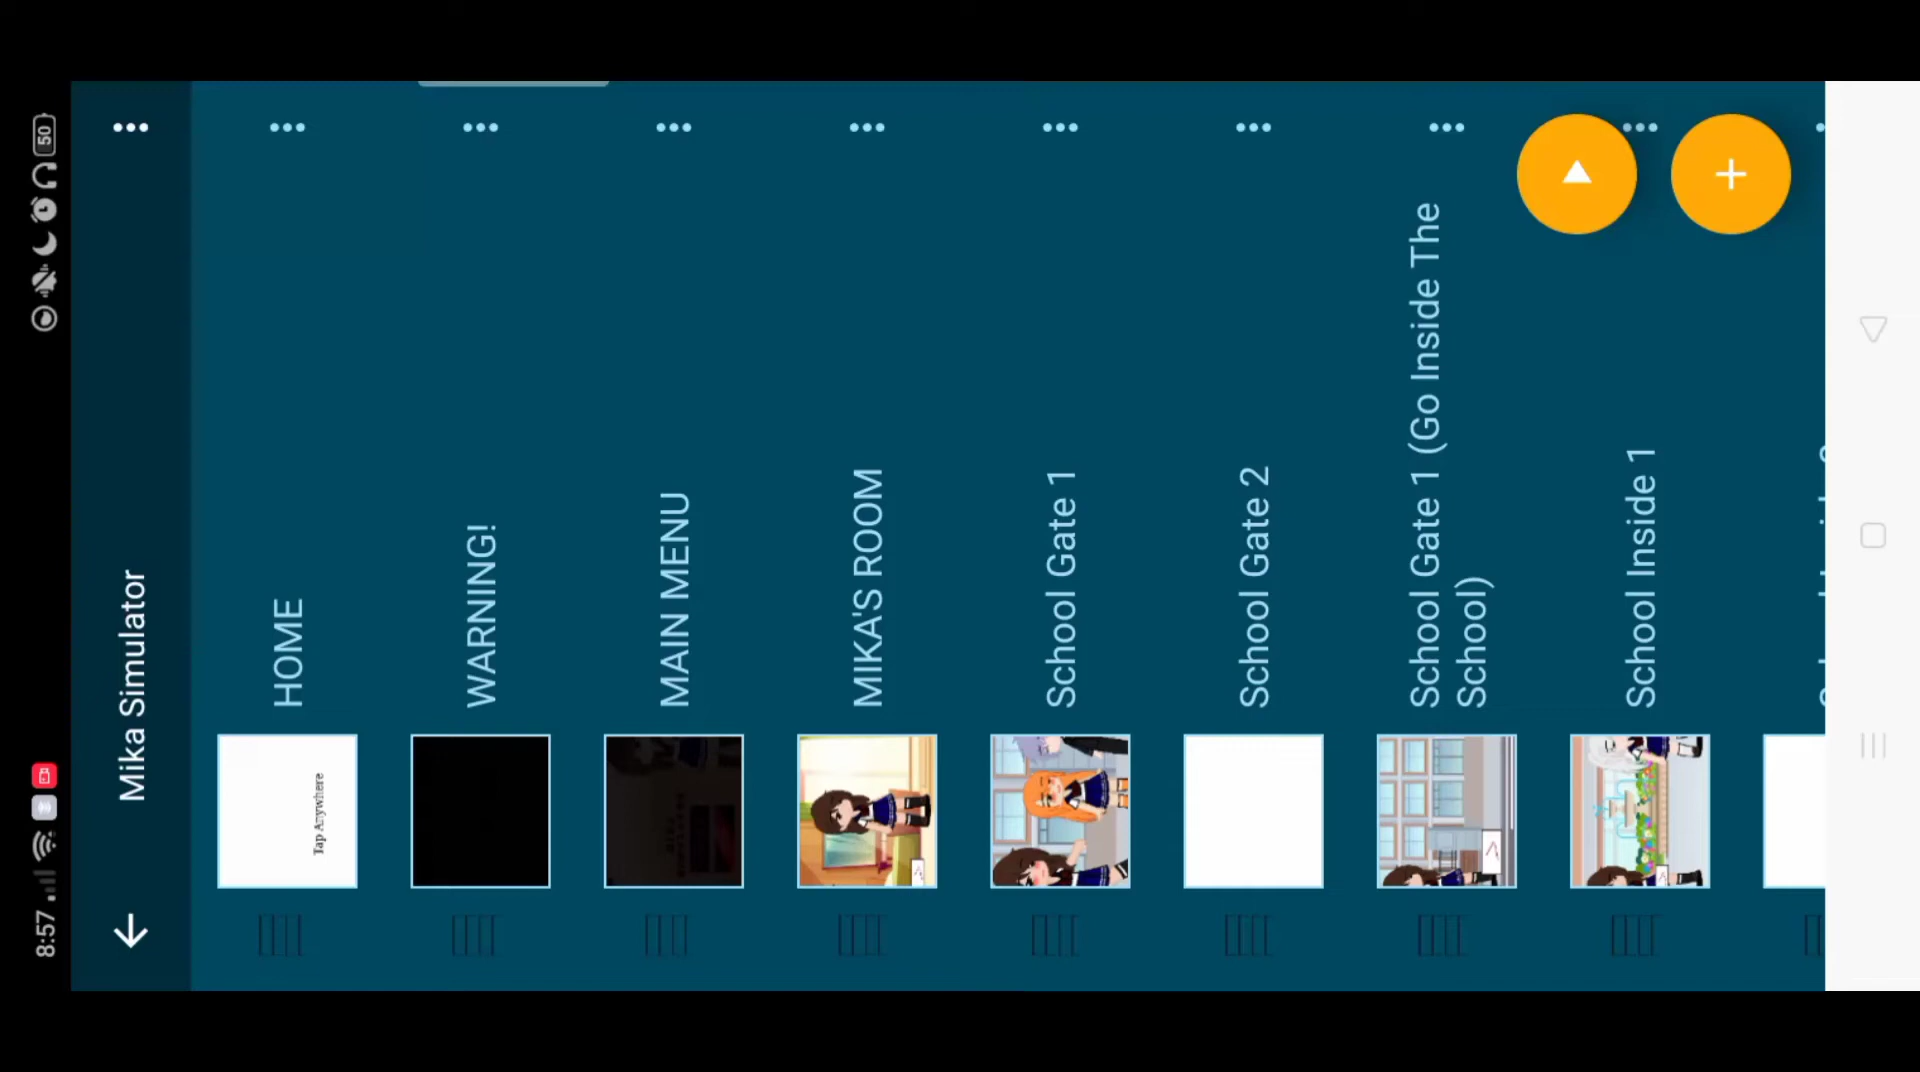 8:57
50
Mika Simulator
HOME
Tap Anywhere
WARNING!
MAIN MENU
MIKA'S ROOM
School Gate 1
School Gate 2
School Gate 1 (Go Inside The
School)
School Inside 1